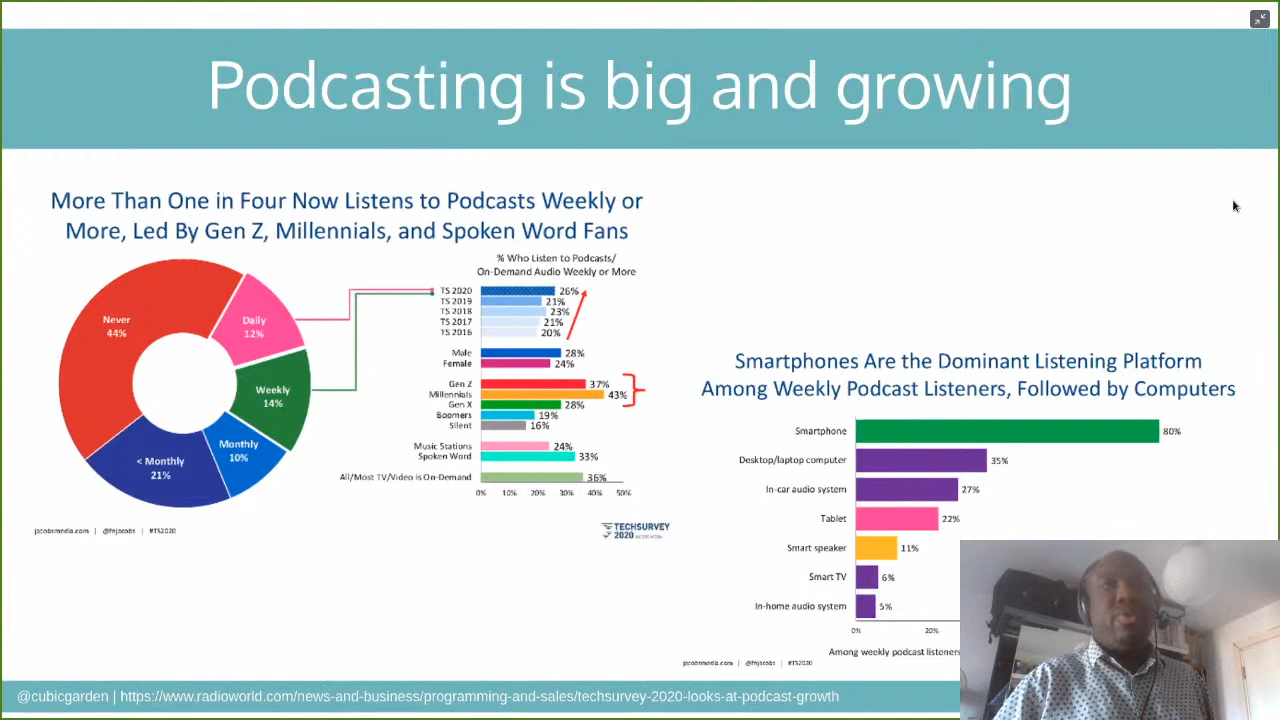 Podcasting is big and growing
More Than One in Four Now Listens to Podcasts Weekly or
More, Led By Gen Z, Millennials, and Spoken Word Fans
% Who Listen to Podcasts/
On-Demand Audio Weekly or More
Never
44%
Daily
12%
Weekly
14%
Monthly
10%
< Monthly
21%
TS 2020 26%
TS 2019 21%
TS 2018 23%
TS 2017 21%
TS 2016 20%
Male 28%
Female 24%
Gen Z 37%
Millennials 43%
Gen X 28%
Boomers 19%
Silent 16%
Music Stations 24%
Spoken Word 33%
All/Most TV/Video is On-Demand 36%
0% 10% 20% 30% 40% 50%
jacobsmedia.com | @fnjacobs | #TS2020
TECHSURVEY
2020
Smartphones Are the Dominant Listening Platform
Among Weekly Podcast Listeners, Followed by Computers
Smartphone 80%
Desktop/laptop computer 35%
In-car audio system 27%
Tablet 22%
Smart speaker 11%
Smart TV 6%
In-home audio system 5%
0% 20%
Among weekly podcast listeners
jacobsmedia.com | @fnjacobs | #TS2020
@cubicgarden | https://www.radioworld.com/news-and-business/programming-and-sales/techsurvey-2020-looks-at-podcast-growth